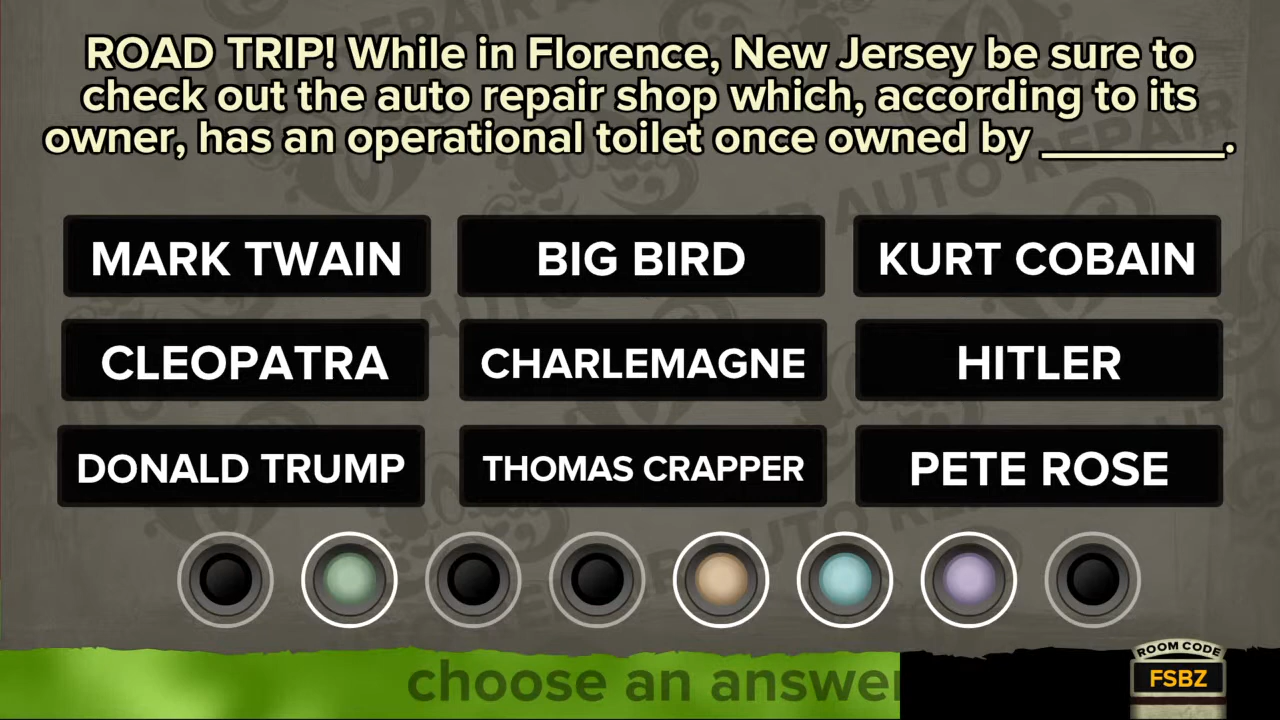 ROAD TRIP! While in Florence, New Jersey be sure to
check out the auto repair shop which, according to its
owner, has an operational toilet once owned by ________.
MARK TWAIN
BIG BIRD
KURT COBAIN
CLEOPATRA
CHARLEMAGNE
HITLER
DONALD TRUMP
THOMAS CRAPPER
PETE ROSE
choose an answer
ROOM CODE
FSBZ